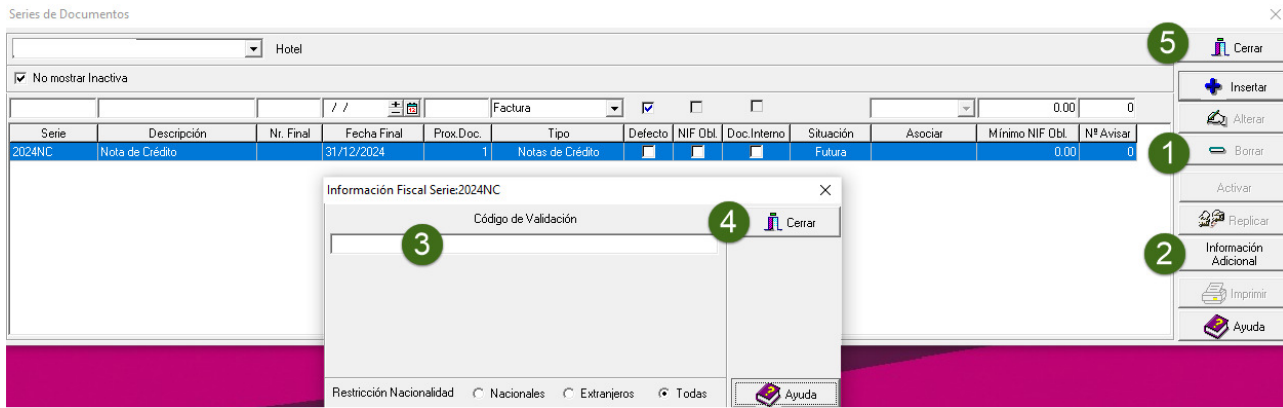 Series de Documentos
Hotel
5
Cerrar
No mostrar Inactiva
Insertar
/ /
Factura
0.00
0
Alterar
Serie Descripción Nr. Final Fecha Final Prox.Doc. Tipo Defecto NIF Obl. Doc.Interno Situación Asociar Mínimo NIF Obl. Nº Avisar
2024NC Nota de Crédito 31/12/2024 1 Notas de Crédito Futura 0.00 0
1
Borrar
Activar
Información Fiscal Serie:2024NC
Código de Validación
4
Cerrar
3
Replicar
2
Información
Adicional
Imprimir
Ayuda
Restricción Nacionalidad Nacionales Extranjeros Todas
Ayuda